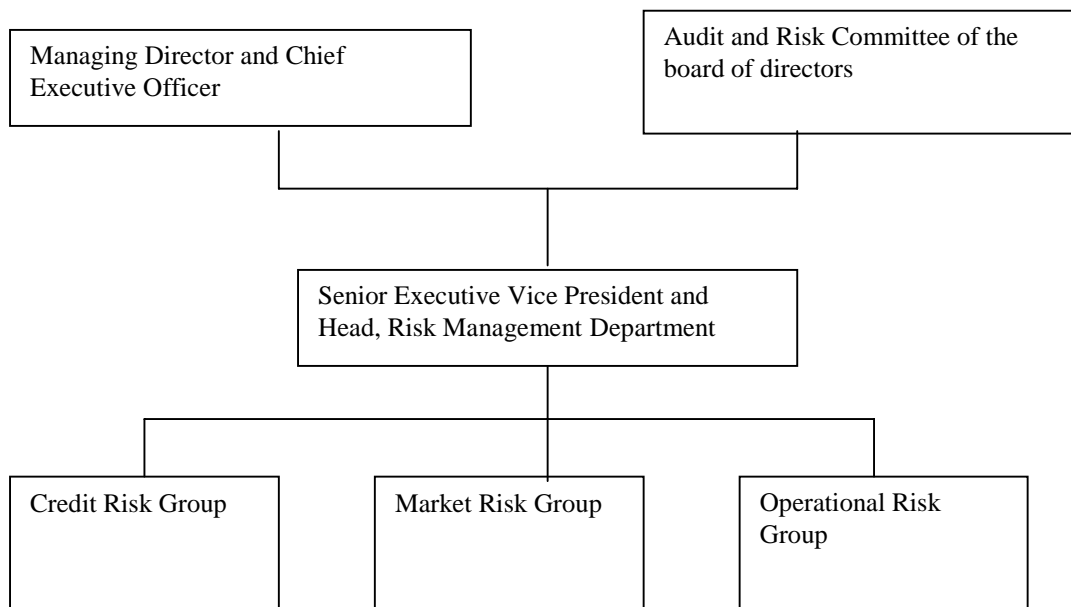 Managing Director and Chief
Executive Officer
Audit and Risk Committee of the
board of directors
Senior Executive Vice President and
Head, Risk Management Department
Credit Risk Group
Market Risk Group
Operational Risk
Group